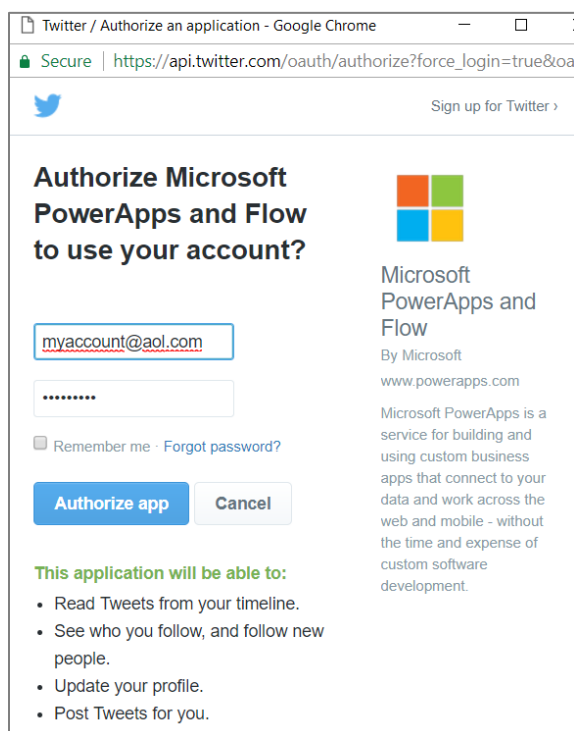 Twitter / Authorize an application - Google Chrome
Secure | https://api.twitter.com/oauth/authorize?force_login=true&oa
Sign up for Twitter ›
Authorize Microsoft
PowerApps and Flow
to use your account?
myaccount@aol.com
•••••••••
Remember me · Forgot password?
Authorize app
Cancel
This application will be able to:
• Read Tweets from your timeline.
• See who you follow, and follow new
people.
• Update your profile.
• Post Tweets for you.
Microsoft
PowerApps and
Flow
By Microsoft
www.powerapps.com
Microsoft PowerApps is a
service for building and
using custom business
apps that connect to your
data and work across the
web and mobile - without
the time and expense of
custom software
development.